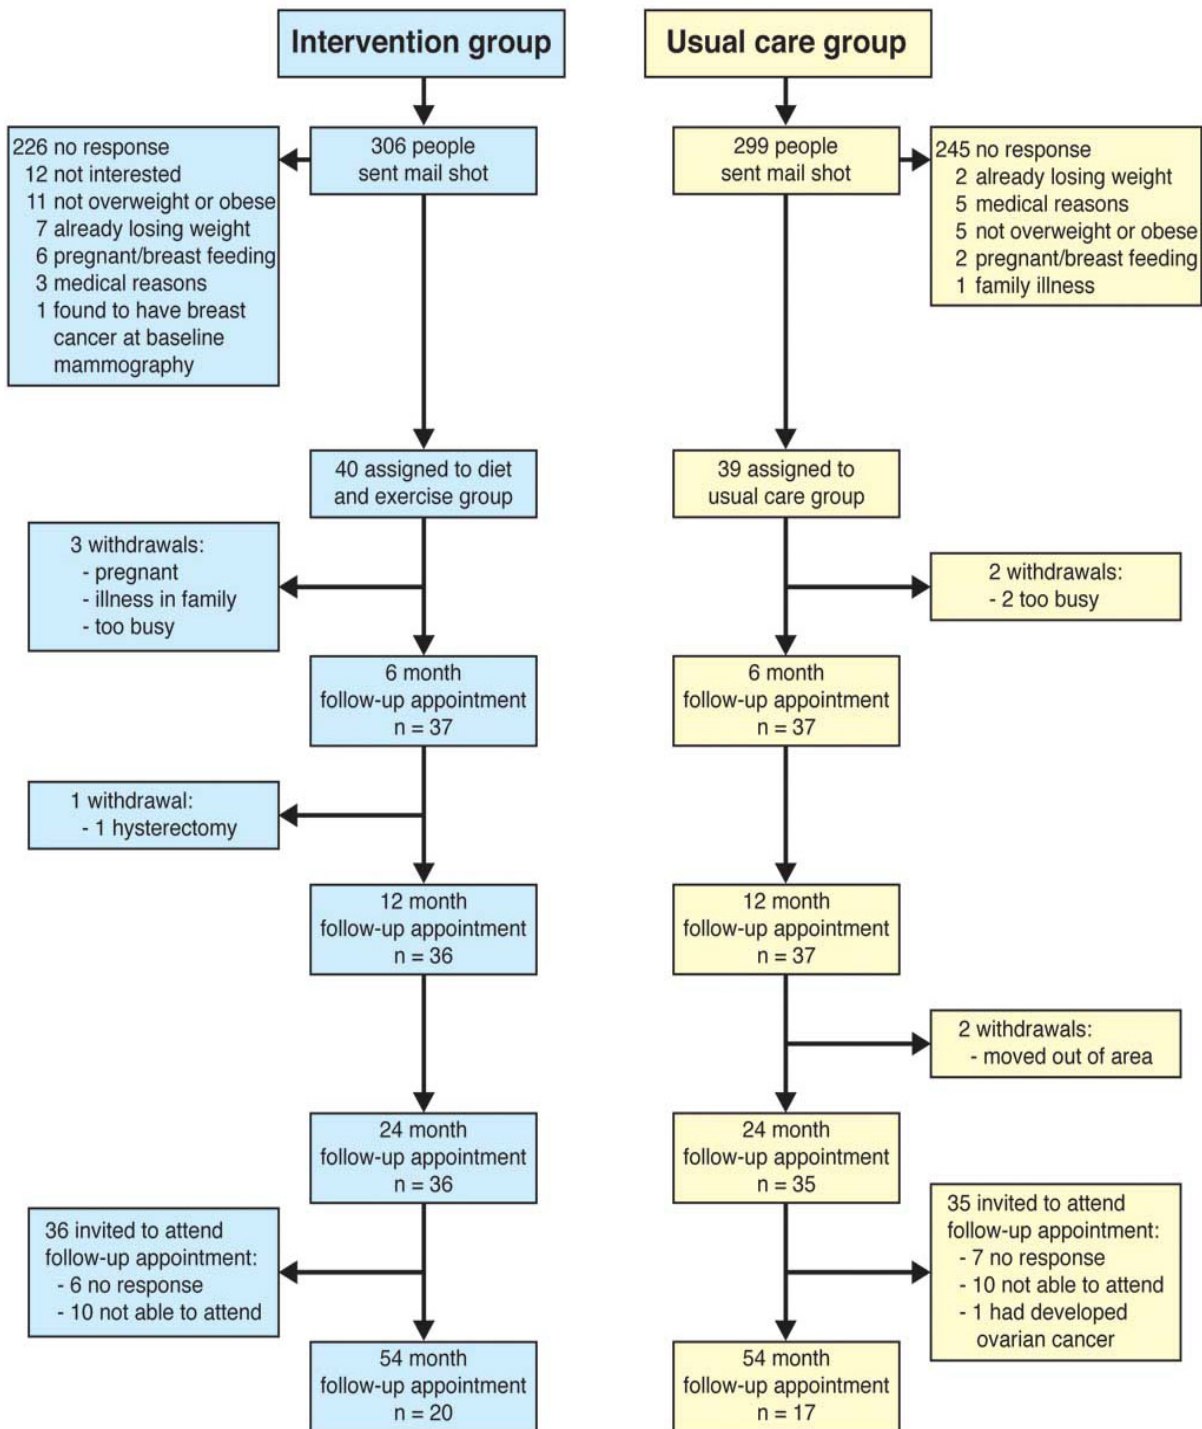 Intervention group
306 people
sent mail shot
226 no response
12 not interested
11 not overweight or obese
7 already losing weight
6 pregnant/breast feeding
3 medical reasons
1 found to have breast
cancer at baseline
mammography
40 assigned to diet
and exercise group
3 withdrawals:
- pregnant
- illness in family
- too busy
6 month
follow-up appointment
n = 37
1 withdrawal:
- 1 hysterectomy
12 month
follow-up appointment
n = 36
24 month
follow-up appointment
n = 36
36 invited to attend
follow-up appointment:
- 6 no response
- 10 not able to attend
54 month
follow-up appointment
n = 20
Usual care group
299 people
sent mail shot
245 no response
2 already losing weight
5 medical reasons
5 not overweight or obese
2 pregnant/breast feeding
1 family illness
39 assigned to
usual care group
2 withdrawals:
- 2 too busy
6 month
follow-up appointment
n = 37
12 month
follow-up appointment
n = 37
2 withdrawals:
- moved out of area
24 month
follow-up appointment
n = 35
35 invited to attend
follow-up appointment:
- 7 no response
- 10 not able to attend
- 1 had developed
ovarian cancer
54 month
follow-up appointment
n = 17